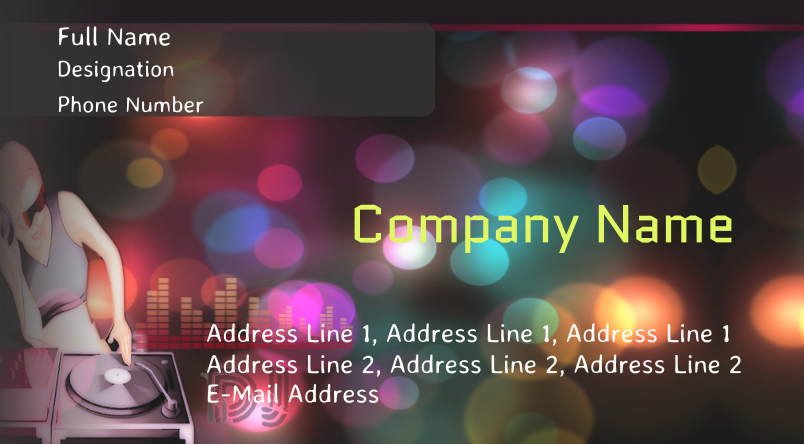 Full Name
Designation
Phone Number
Company Name
Address Line 1, Address Line 1, Address Line 1
Address Line 2, Address Line 2, Address Line 2
E-Mail Address
DJ